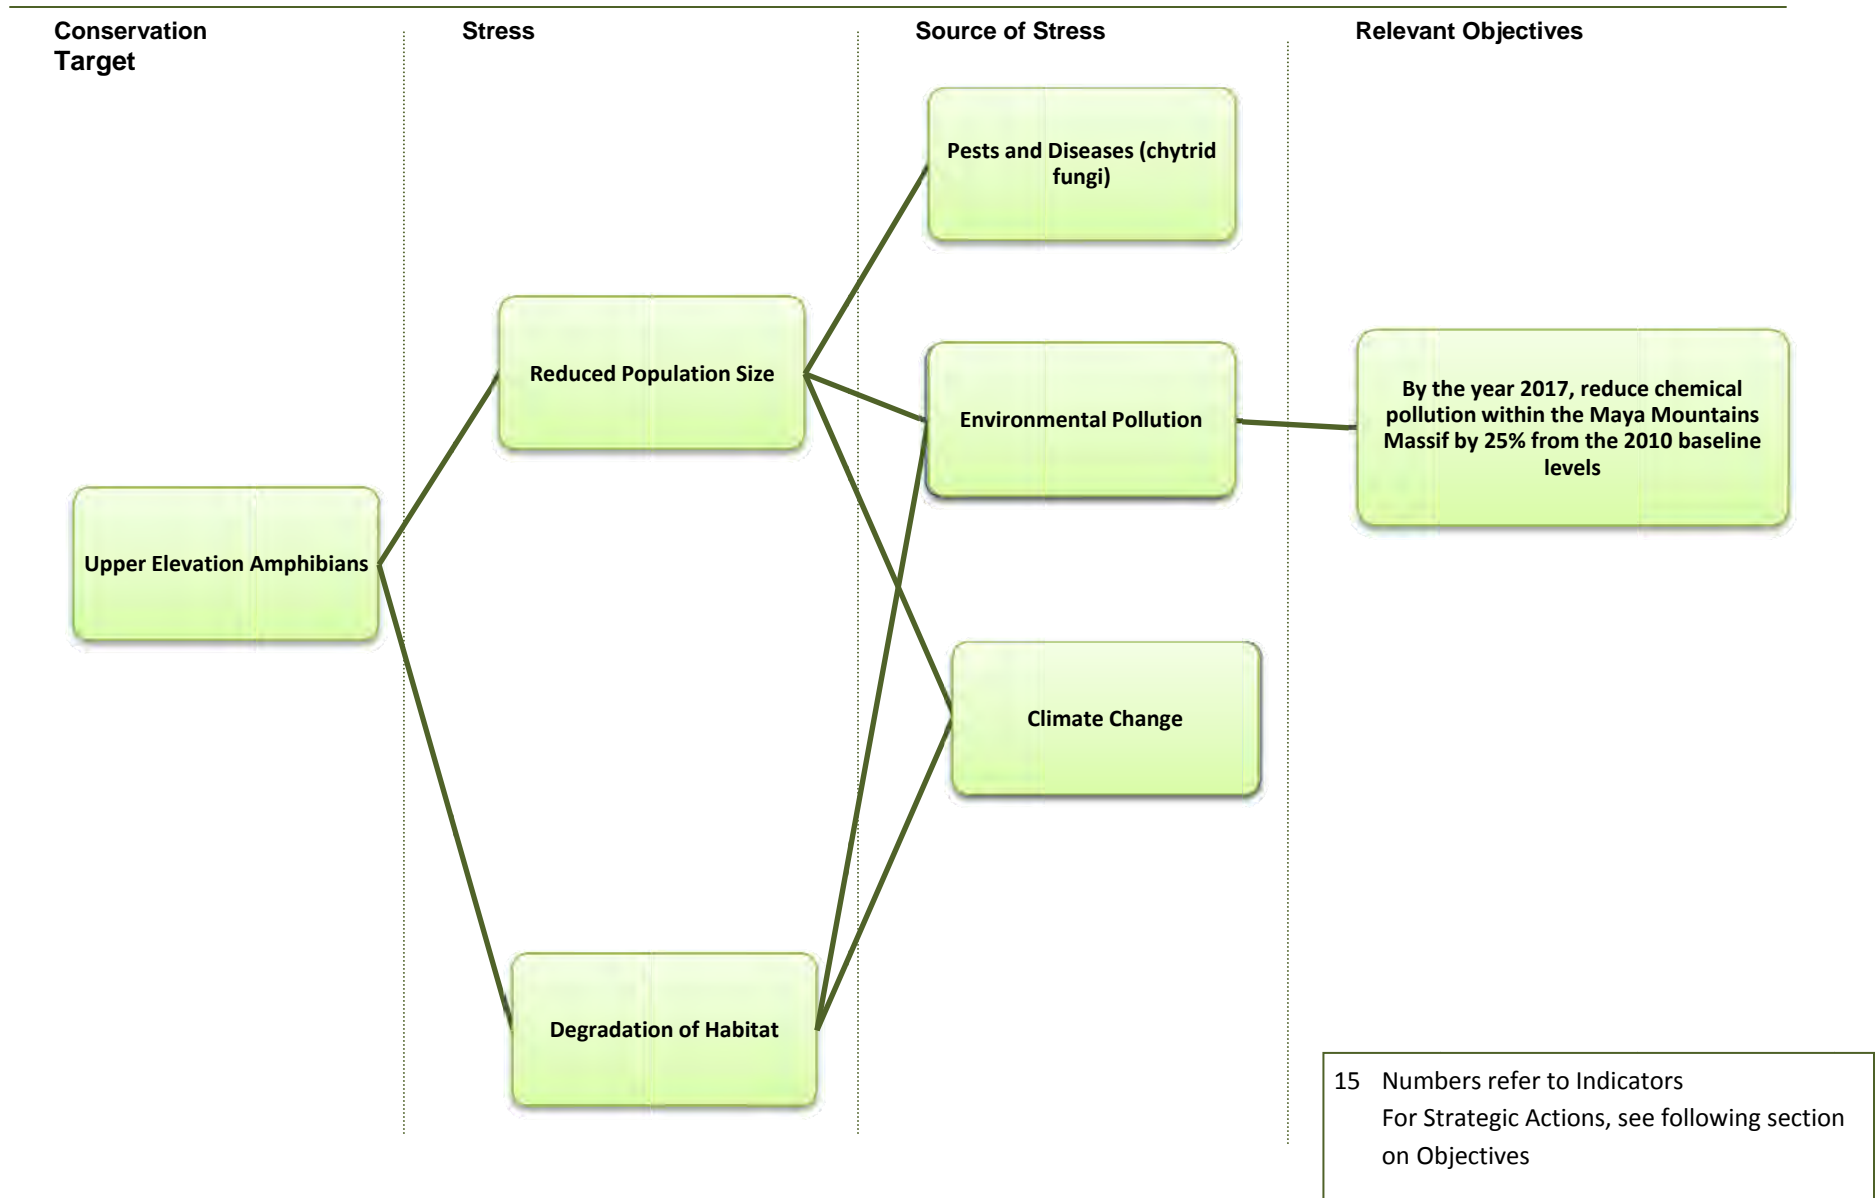 Conservation
Target
Stress
Source of Stress
Relevant Objectives
Pests and Diseases (chytrid
fungi)
Reduced Population Size
Environmental Pollution
By the year 2017, reduce chemical
pollution within the Maya Mountains
Massif by 25% from the 2010 baseline
levels
Upper Elevation Amphibians
Climate Change
Degradation of Habitat
15 Numbers refer to Indicators
For Strategic Actions, see following section
on Objectives